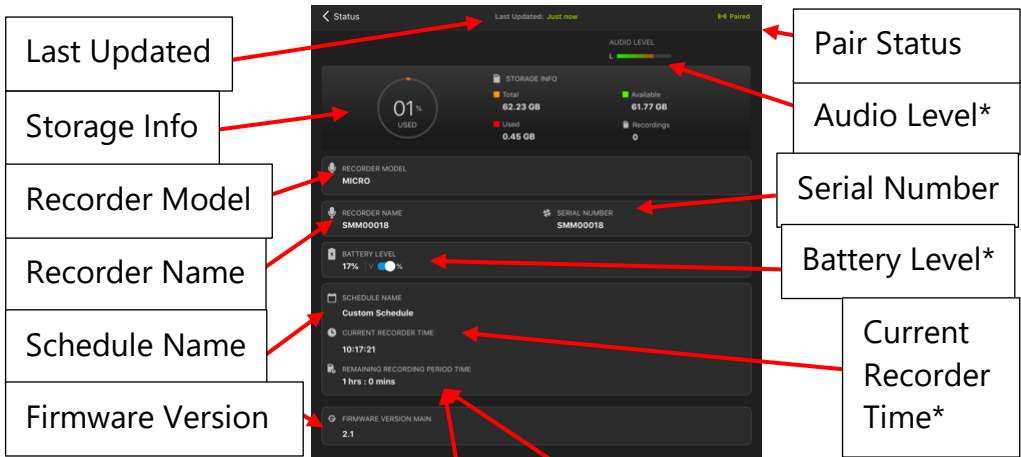 Status
Last Updated: Just now
Paired
AUDIO LEVEL
L
01%
USED
STORAGE INFO
Total
62.23 GB
Available
61.77 GB
Used
0.45 GB
Recordings
0
RECORDER MODEL
MICRO
RECORDER NAME
SMM00018
SERIAL NUMBER
SMM00018
BATTERY LEVEL
17% V %
SCHEDULE NAME
Custom Schedule
CURRENT RECORDER TIME
10:17:21
REMAINING RECORDING PERIOD TIME
1 hrs : 0 mins
FIRMWARE VERSION MAIN
2.1
Last Updated
Storage Info
Recorder Model
Recorder Name
Schedule Name
Firmware Version
Pair Status
Audio Level*
Serial Number
Battery Level*
Current
Recorder
Time*